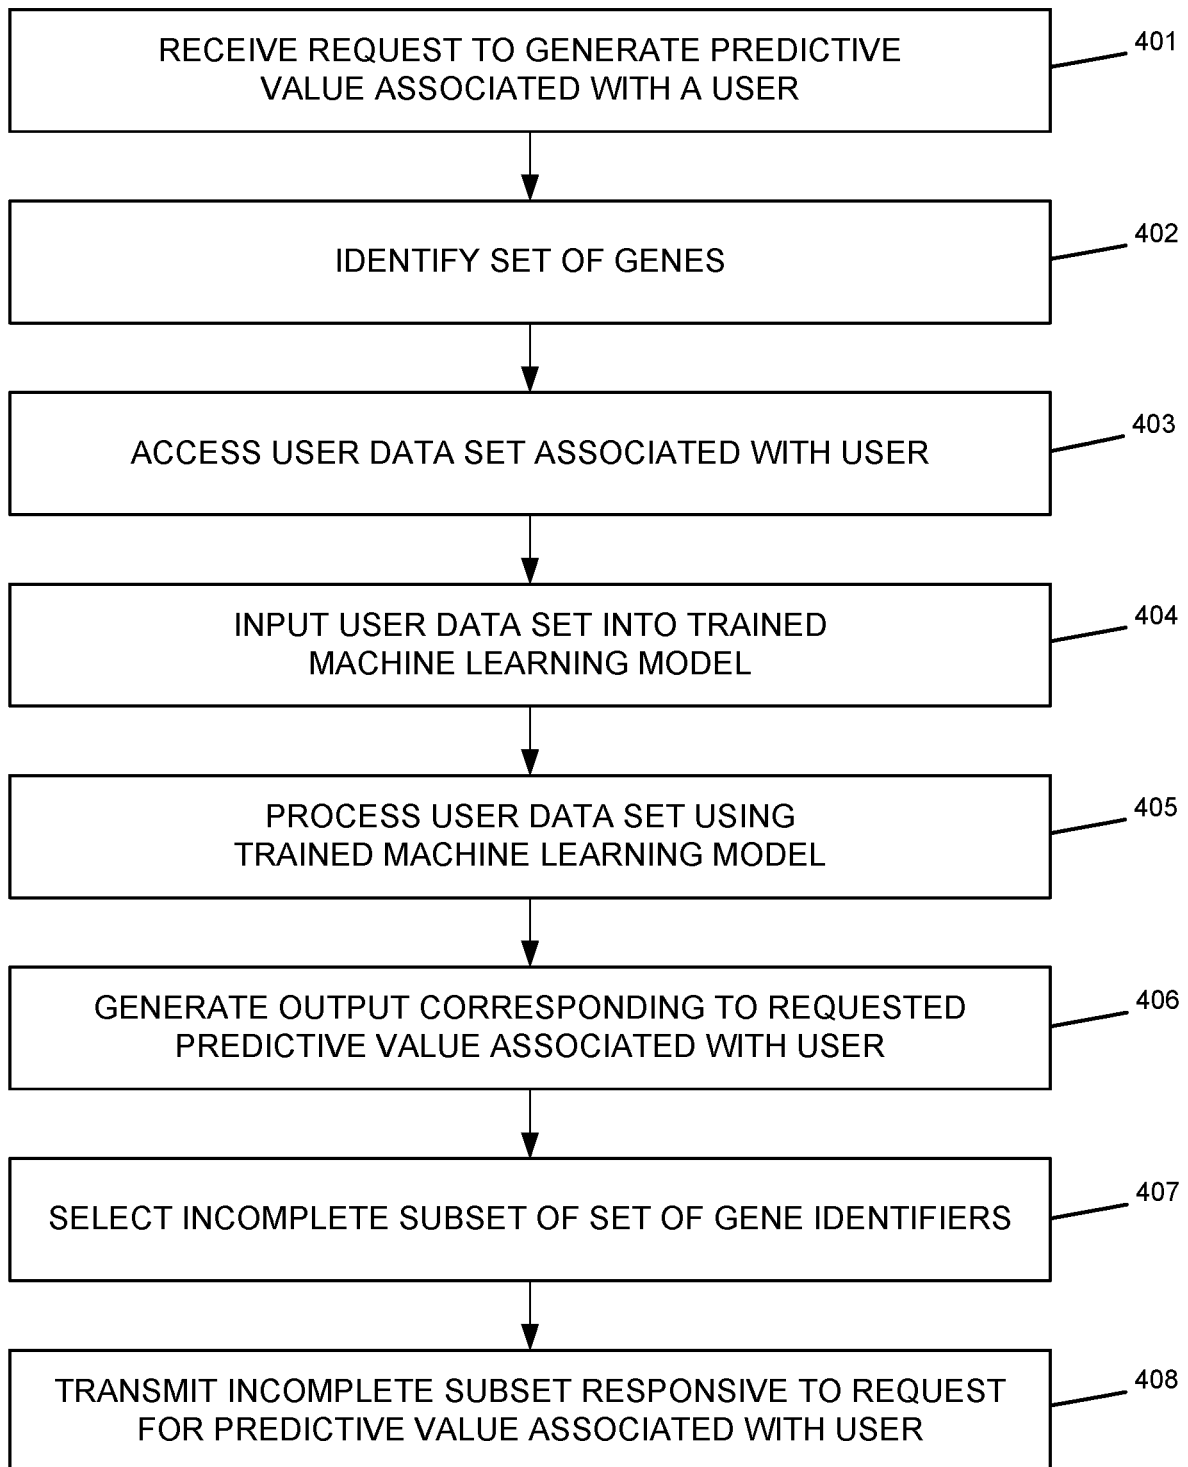 RECEIVE REQUEST TO GENERATE PREDICTIVE
VALUE ASSOCIATED WITH A USER
401
IDENTIFY SET OF GENES
402
ACCESS USER DATA SET ASSOCIATED WITH USER
403
INPUT USER DATA SET INTO TRAINED
MACHINE LEARNING MODEL
404
PROCESS USER DATA SET USING
TRAINED MACHINE LEARNING MODEL
405
GENERATE OUTPUT CORRESPONDING TO REQUESTED
PREDICTIVE VALUE ASSOCIATED WITH USER
406
SELECT INCOMPLETE SUBSET OF SET OF GENE IDENTIFIERS
407
TRANSMIT INCOMPLETE SUBSET RESPONSIVE TO REQUEST
FOR PREDICTIVE VALUE ASSOCIATED WITH USER
408